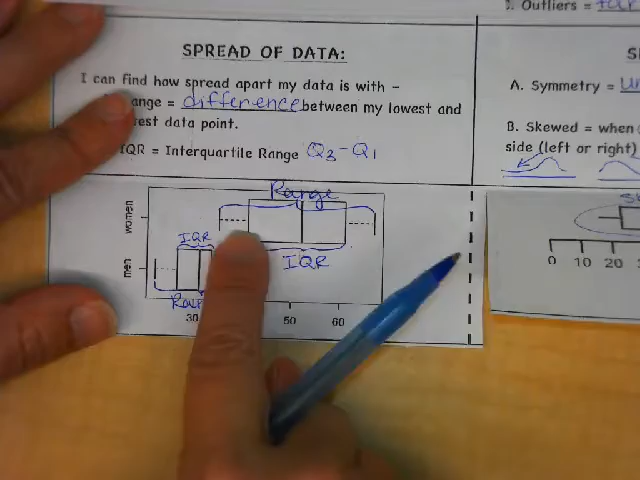 J. Outliers =
SPREAD OF DATA:
I can find how spread apart my data is with -
ange = difference between my lowest and
est data point.
IQR = Interquartile Range Q3-Q1
A. Symmetry =
B. Skewed = when
side (left or right)
Range
women
IQR
IQR
men
30
50
60
0 10 20